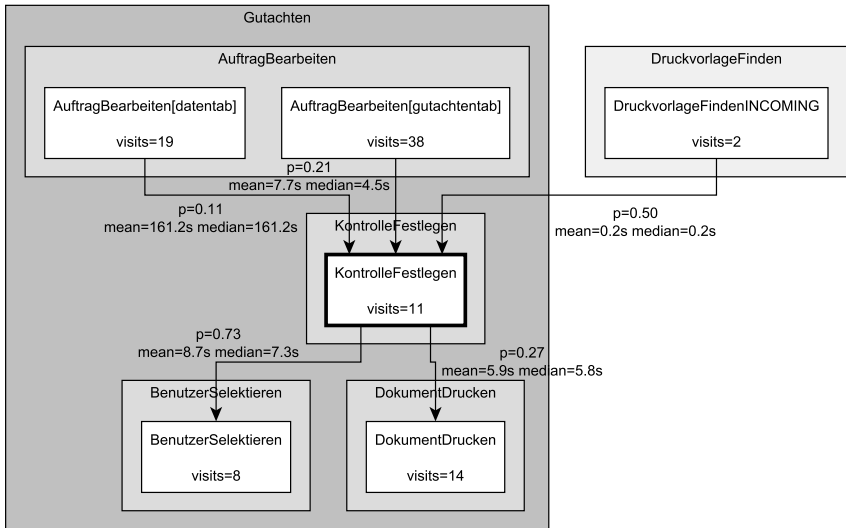 Gutachten
AuftragBearbeiten
DruckvorlageFinden
AuftragBearbeiten[datentab]
visits=19
AuftragBearbeiten[gutachtentab]
visits=38
DruckvorlageFindenINCOMING
visits=2
p=0.21
mean=7.7s median=4.5s
p=0.11
mean=161.2s median=161.2s
p=0.50
mean=0.2s median=0.2s
KontrolleFestlegen
KontrolleFestlegen
visits=11
p=0.73
mean=8.7s median=7.3s
p=0.27
mean=5.9s median=5.8s
BenutzerSelektieren
BenutzerSelektieren
visits=8
DokumentDrucken
DokumentDrucken
visits=14